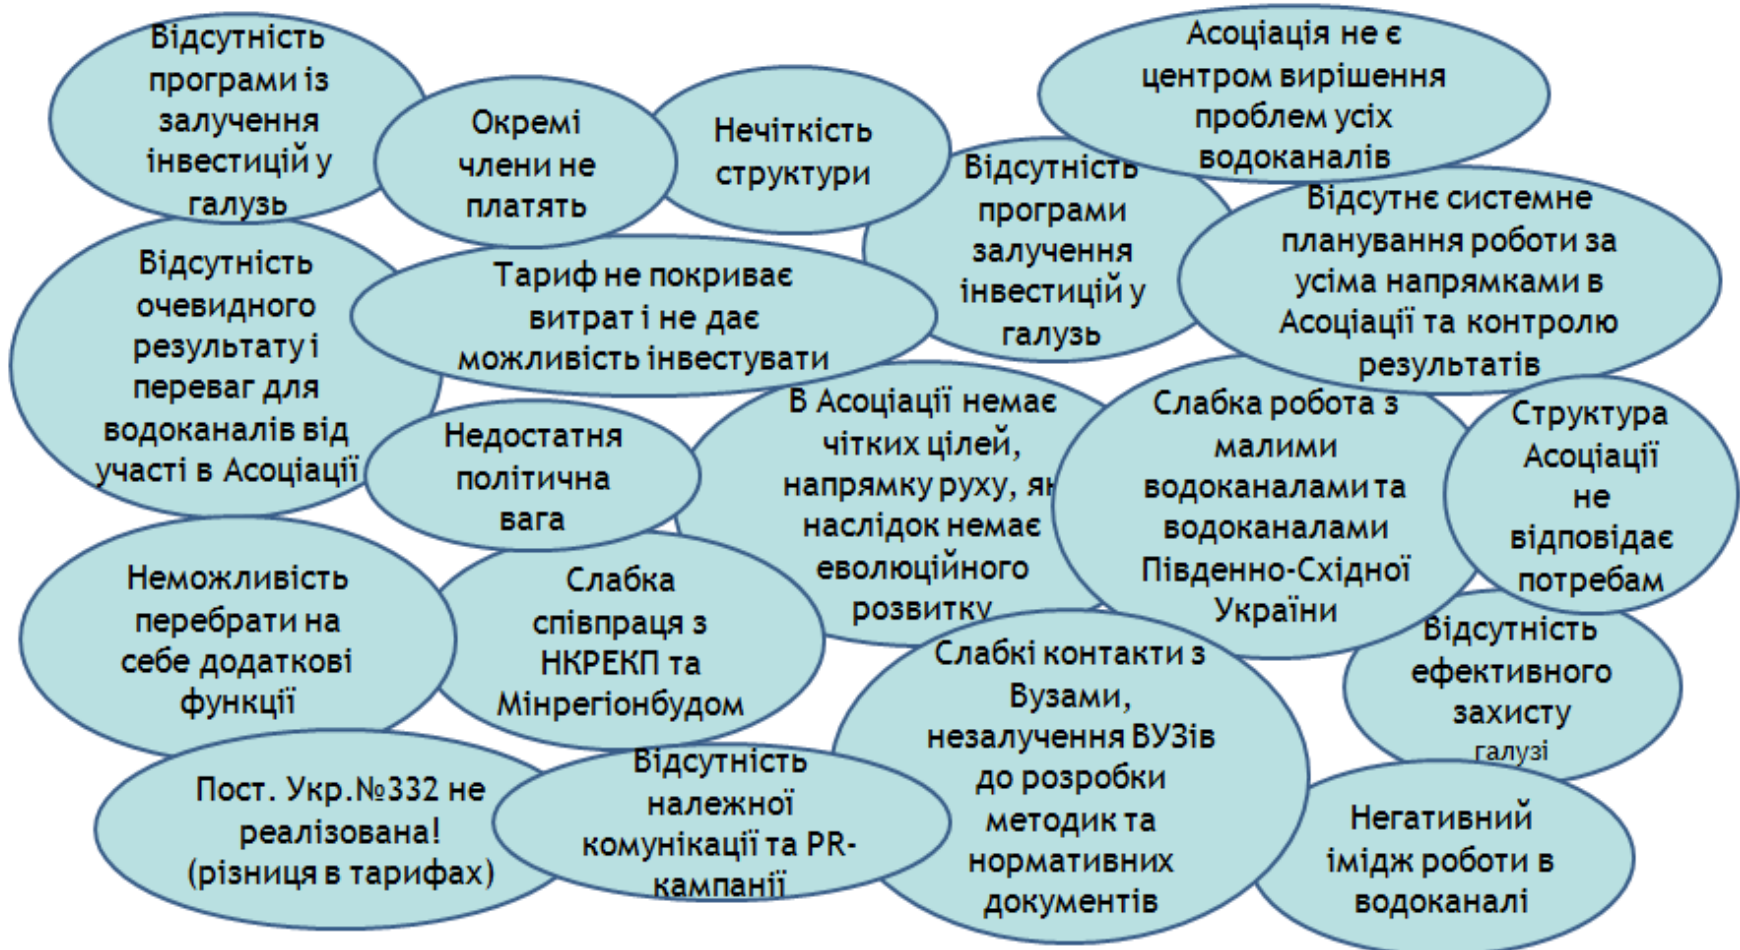 Відсутність
програми із
залучення
інвестицій у
галузь
Окремі
члени не
платять
Нечіткість
структури
Відсутність
програми
залучення
інвестицій у
галузь
Асоціація не є
центром вирішення
проблем усіх
водоканалів
Відсутнє системне
планування роботи за
усіма напрямками в
Асоціації та контролю
результатів
Відсутність
очевидного
результату і
переваг для
водоканалів від
участі в Асоціації
Тариф не покриває
витрат і не дає
можливість інвестувати
Недостатня
політична
вага
В Асоціації немає
чітких цілей,
напрямку руху, як
наслідок немає
еволюційного
розвитку
Слабка робота з
малими
водоканалами та
водоканалами
Південно-Східної
України
Структура
Асоціації
не
відповідає
потребам
Неможливість
перебрати на
себе додаткові
функції
Слабка
співпраця з
НКРЕКП та
Мінрегіонбудом
Слабкі контакти з
Вузами,
незалучення ВУЗів
до розробки
методик та
нормативних
документів
Відсутність
ефективного
захисту
галузі
Пост. Укр.№332 не
реалізована!
(різниця в тарифах)
Відсутність
належної
комунікації та PR-
кампанії
Негативний
імідж роботи в
водоканалі